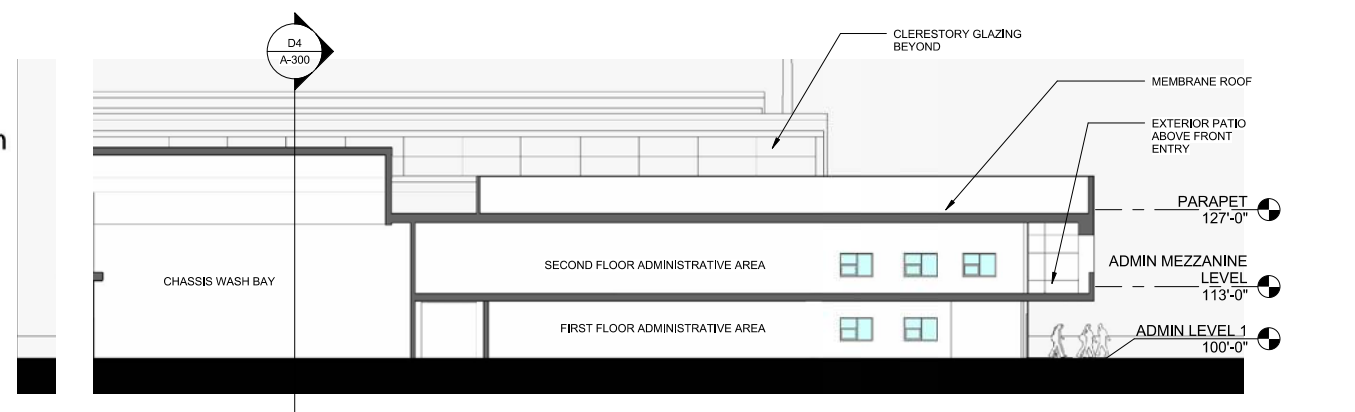 D4
A-300
CLERESTORY GLAZING
BEYOND
MEMBRANE ROOF
EXTERIOR PATIO
ABOVE FRONT
ENTRY
n
PARAPET
127'-0"
ADMIN MEZZANINE
LEVEL
113'-0"
SECOND FLOOR ADMINISTRATIVE AREA
CHASSIS WASH BAY
FIRST FLOOR ADMINISTRATIVE AREA
ADMIN LEVEL 1
100'-0"